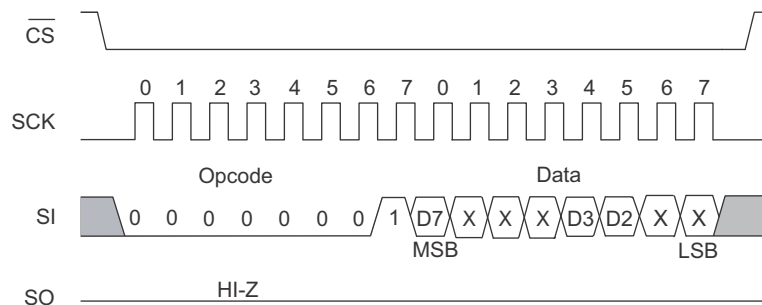 CS
0 1 2 3 4 5 6 7 0 1 2 3 4 5 6 7
SCK
Opcode Data
SI 0 0 0 0 0 0 0 1 D7 X X X D3 D2 X X
MSB LSB
HI-Z
SO